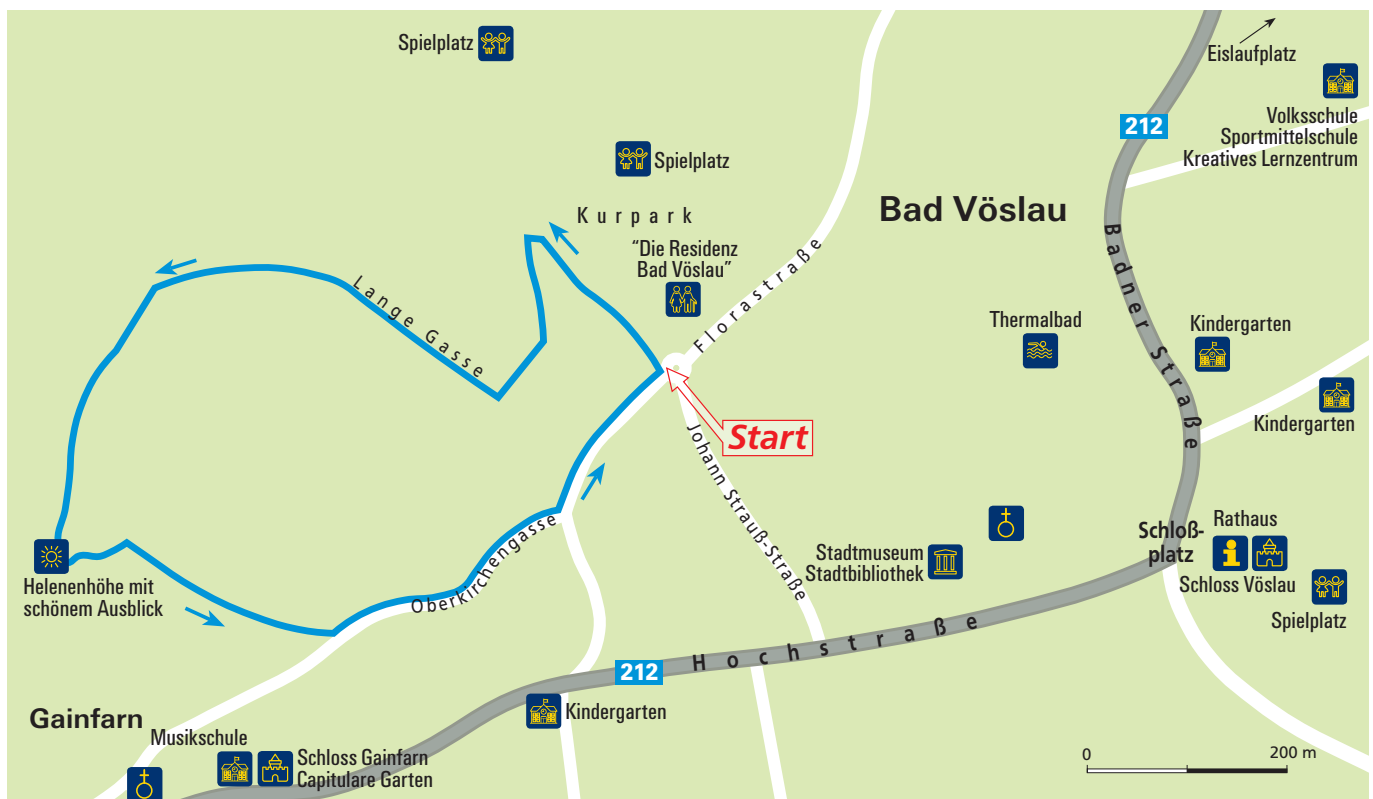 Spielplatz
Eislaufplatz
Volksschule
Sportmittelschule
Kreatives Lernzentrum
212
Spielplatz
Kurpark
Bad Vöslau
"Die Residenz
Bad Vöslau"
Florastraße
Badner Straße
Lange Gasse
Thermalbad
Kindergarten
Kindergarten
Start
Johann Strauß-Straße
Oberkirchengasse
Helenenhöhe mit
schönem Ausblick
Stadtmuseum
Stadtbibliothek
Schloß-
platz
Rathaus
Schloss Vöslau
Spielplatz
Hochstraße
212
Gainfarn
Kindergarten
Musikschule
Schloss Gainfarn
Capitulare Garten
0 200 m